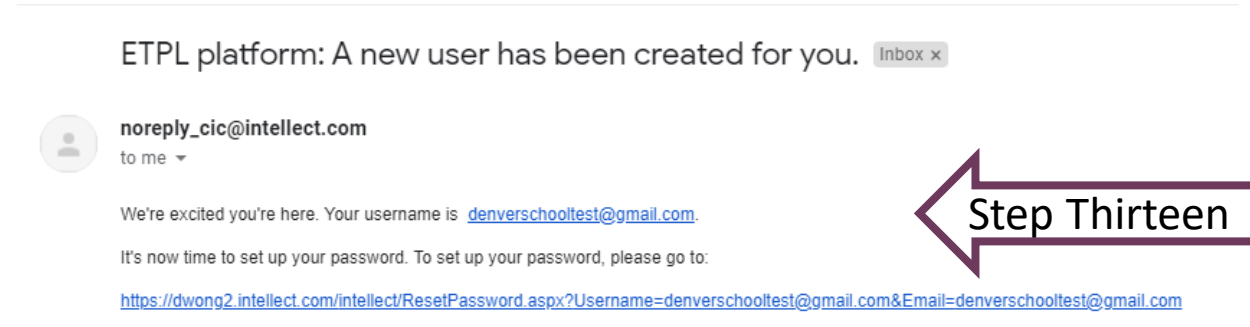 ETPL platform: A new user has been created for you. Inbox x
noreply_cic@intellect.com
to me
We're excited you're here. Your username is denverschooltest@gmail.com.
Step Thirteen
It's now time to set up your password. To set up your password, please go to:
https://dwong2.intellect.com/intellect/ResetPassword.aspx?Username=denverschooltest@gmail.com&Email=denverschooltest@gmail.com